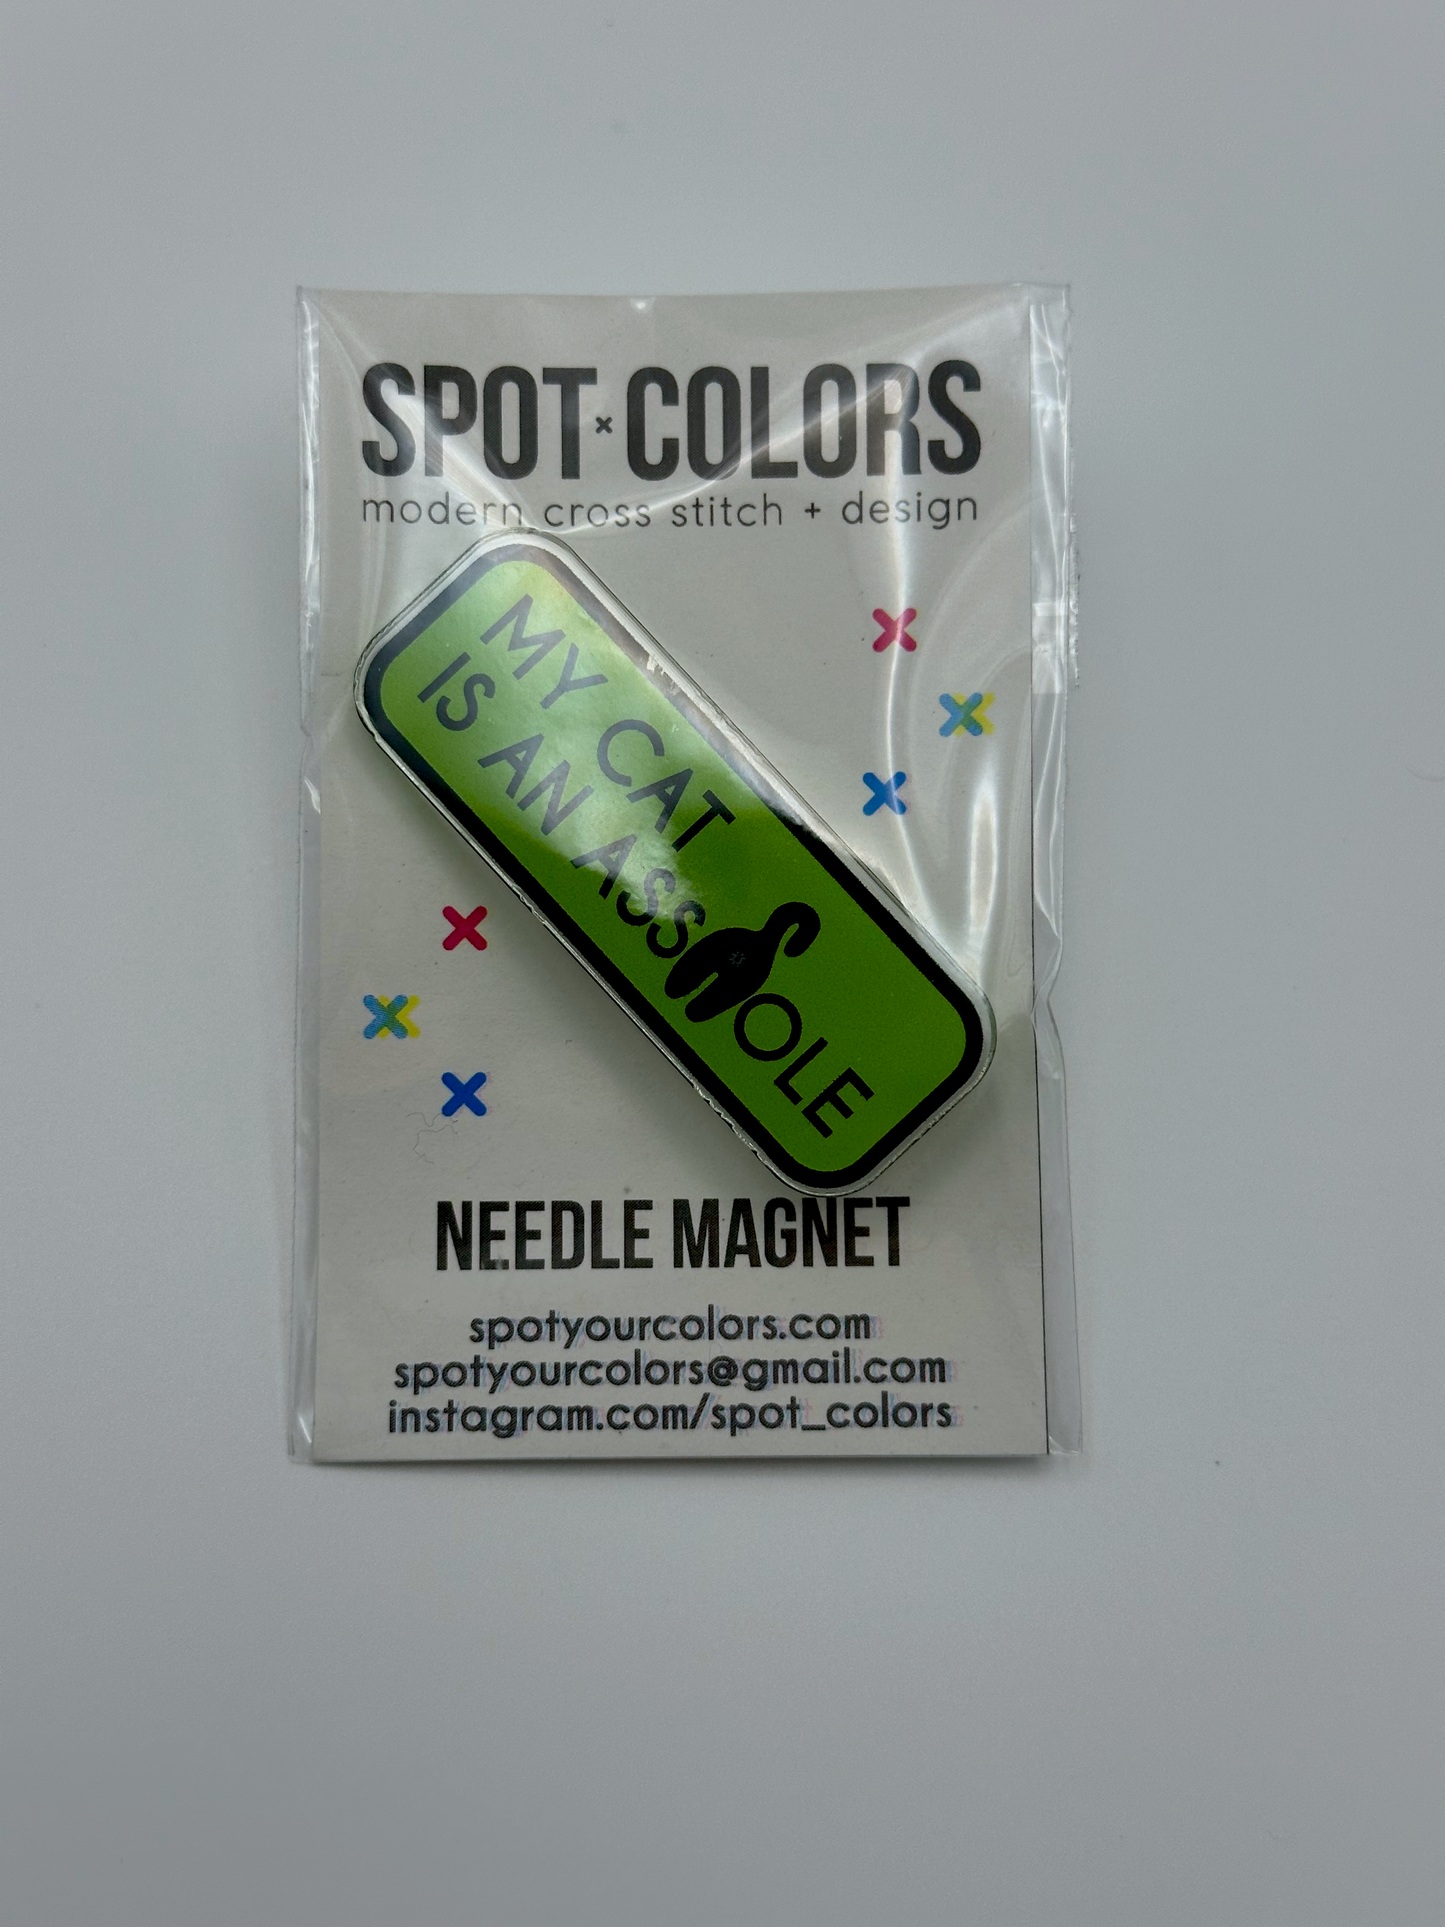 SPOT×COLORS
modern cross stitch + design
MY CAT
IS AN ASSHOLE
NEEDLE MAGNET
spotyourcolors.com
spotyourcolors@gmail.com
instagram.com/spot_colors